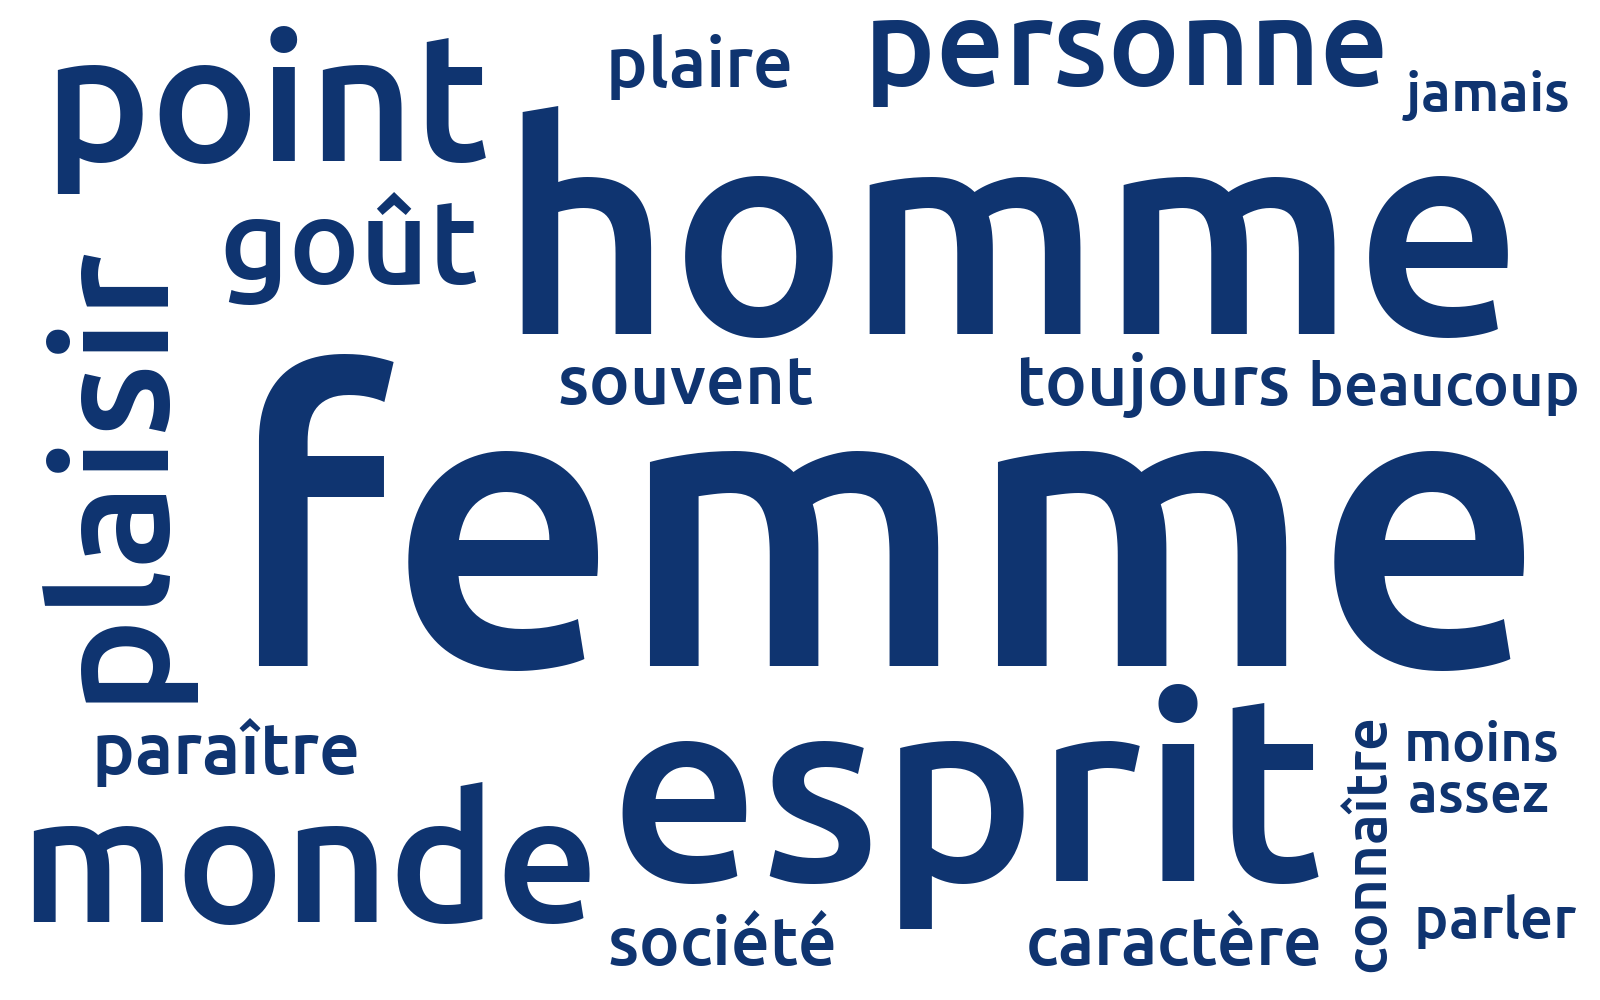 point
plaire
personne
jamais
goût
homme
plaisir
souvent
toujours
beaucoup
femme
paraître
esprit
connaître
moins
assez
monde
société
caractère
parler